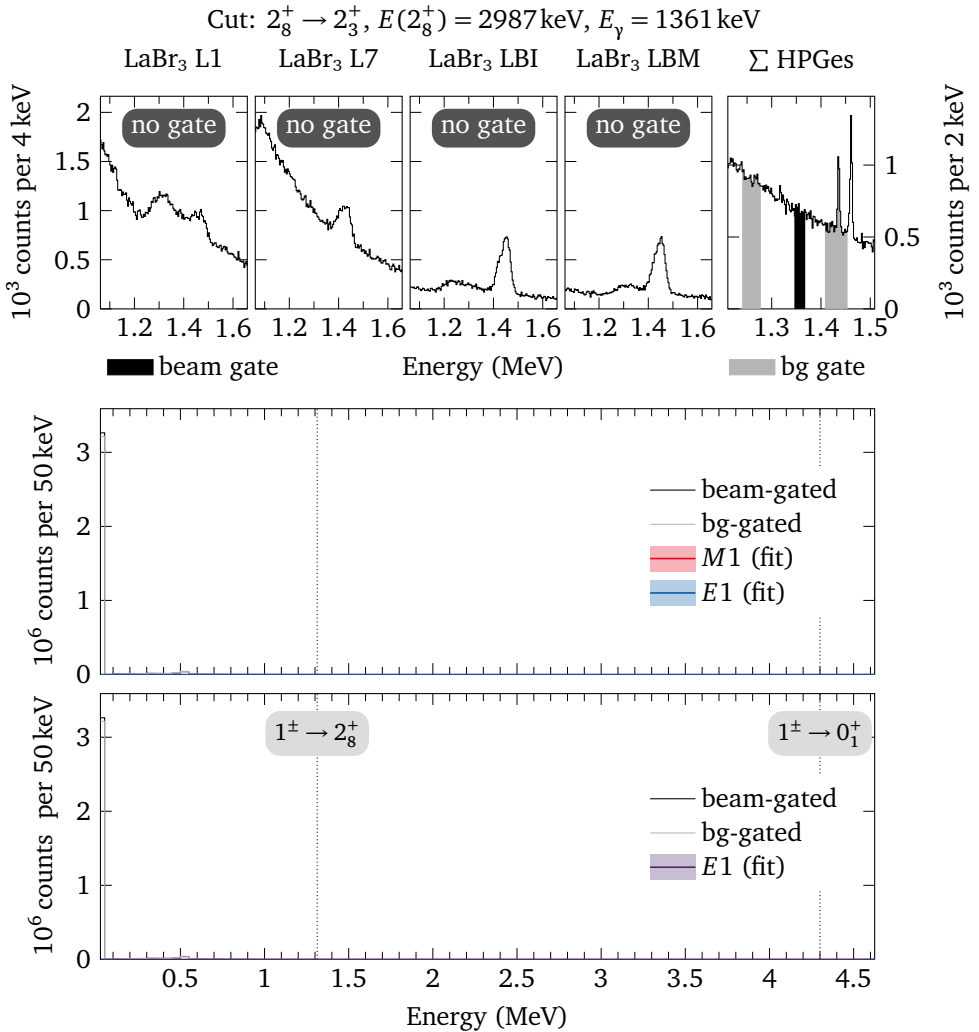 Cut: 2₈⁺ → 2₃⁺, E(2₈⁺) = 2987 keV, Eᵧ = 1361 keV
LaBr₃ L1 LaBr₃ L7 LaBr₃ LBI LaBr₃ LBM ∑ HPGes
no gate no gate no gate no gate
10³ counts per 4 keV
2
1.5
1
0.5
0
10³ counts per 2 keV
1
0.5
0
1.2 1.4 1.6 1.2 1.4 1.6 1.2 1.4 1.6 1.2 1.4 1.6 1.3 1.4 1.5
beam gate Energy (MeV) bg gate
10⁶ counts per 50 keV
3
2
1
0
beam-gated
bg-gated
M1 (fit)
E1 (fit)
10⁶ counts per 50 keV
3
2
1
0
1^± → 2₈⁺ 1^± → 0₁⁺
beam-gated
bg-gated
E1 (fit)
0.5 1 1.5 2 2.5 3 3.5 4 4.5
Energy (MeV)